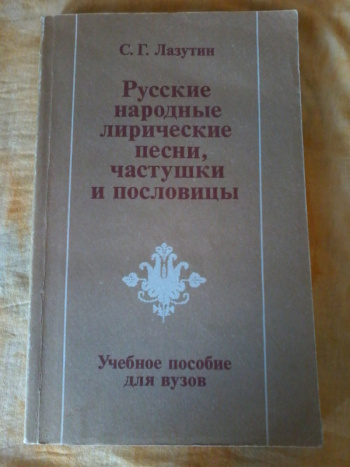 С. Г. Лазутин
Русские
народные
лирические
песни,
частушки
и пословицы
Учебное пособие
для вузов